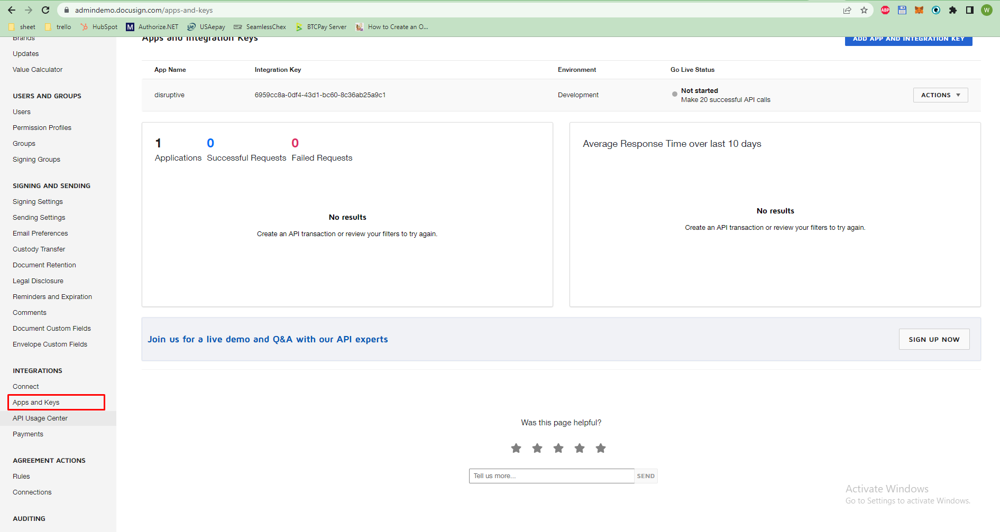 admindemo.docusign.com/apps-and-keys
ABP
W
sheet trello HubSpot M Authorize.NET USAepay SeamlessChex BTCPay Server How to Create an O...
Brands
Updates
Value Calculator
USERS AND GROUPS
Users
Permission Profiles
Groups
Signing Groups
SIGNING AND SENDING
Signing Settings
Sending Settings
Email Preferences
Custody Transfer
Document Retention
Legal Disclosure
Reminders and Expiration
Comments
Document Custom Fields
Envelope Custom Fields
INTEGRATIONS
Connect
Apps and Keys
API Usage Center
Payments
AGREEMENT ACTIONS
Rules
Connections
AUDITING
Apps and Integration Keys
ADD APP AND INTEGRATION KEY
App Name Integration Key Environment Go Live Status
disruptive 6959cc8a-0df4-43d1-bc60-8c36ab25a9c1 Development Not started
Make 20 successful API calls
ACTIONS
1 0 0
Applications Successful Requests Failed Requests
No results
Create an API transaction or review your filters to try again.
Average Response Time over last 10 days
No results
Create an API transaction or review your filters to try again.
Join us for a live demo and Q&A with our API experts
SIGN UP NOW
Was this page helpful?
Tell us more... SEND
Activate Windows
Go to Settings to activate Windows.